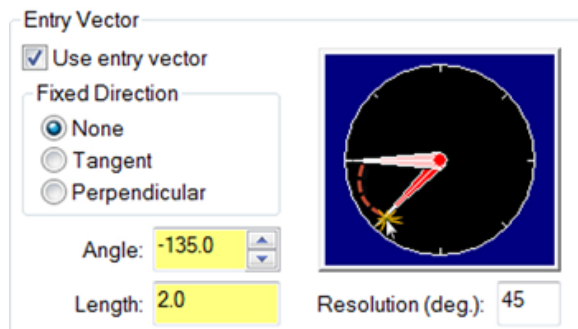 Entry Vector
Use entry vector
Fixed Direction
None
Tangent
Perpendicular
Angle: -135.0
Length: 2.0
Resolution (deg.): 45